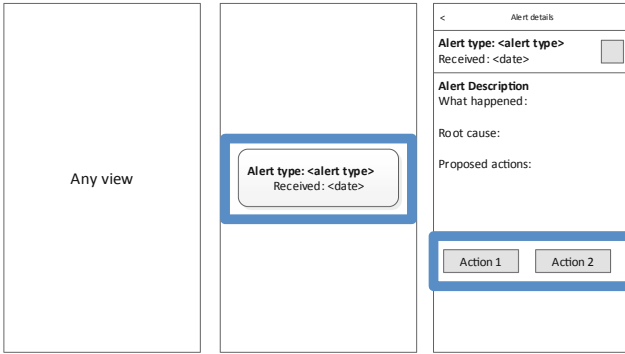 Any view
Alert type: <alert type>
Received: <date>
< Alert details
Alert type: <alert type>
Received: <date>
Alert Description
What happened:
Root cause:
Proposed actions:
Action 1 Action 2